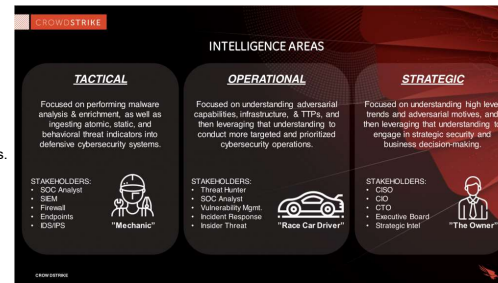 s.
CROWDSTRIKE
INTELLIGENCE AREAS
TACTICAL
Focused on performing malware
analysis & enrichment, as well as
ingesting atomic, static, and
behavioral threat indicators into
defensive cybersecurity systems.
STAKEHOLDERS:
• SOC Analyst
• SIEM
• Firewall
• Endpoints
• IDS/IPS
"Mechanic"
OPERATIONAL
Focused on understanding adversarial
capabilities, infrastructure, & TTPs, and
then leveraging that understanding to
conduct more targeted and prioritized
cybersecurity operations.
STAKEHOLDERS:
• Threat Hunter
• SOC Analyst
• Vulnerability Mgmt.
• Incident Response
• Insider Threat
"Race Car Driver"
STRATEGIC
Focused on understanding high leve
trends and adversarial motives, and
then leveraging that understanding to
engage in strategic security and
business decision-making.
STAKEHOLDERS:
• CISO
• CIO
• CTO
• Executive Board
• Strategic Intel
"The Owner"
CROWDSTRIKE